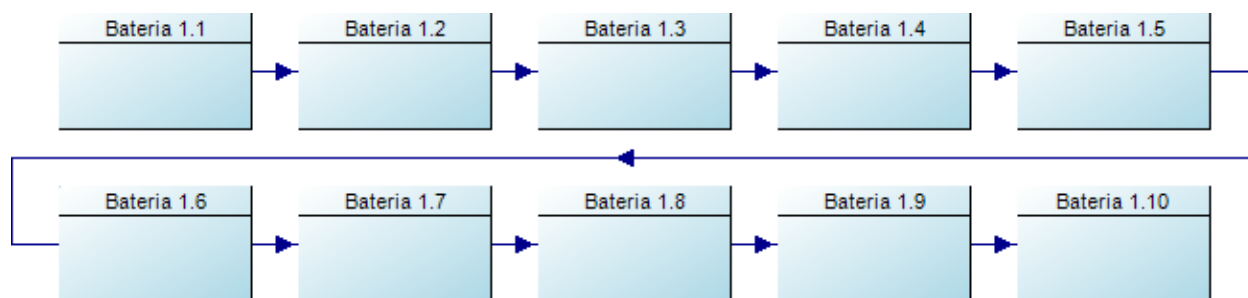 Bateria 1.1
Bateria 1.2
Bateria 1.3
Bateria 1.4
Bateria 1.5
Bateria 1.6
Bateria 1.7
Bateria 1.8
Bateria 1.9
Bateria 1.10